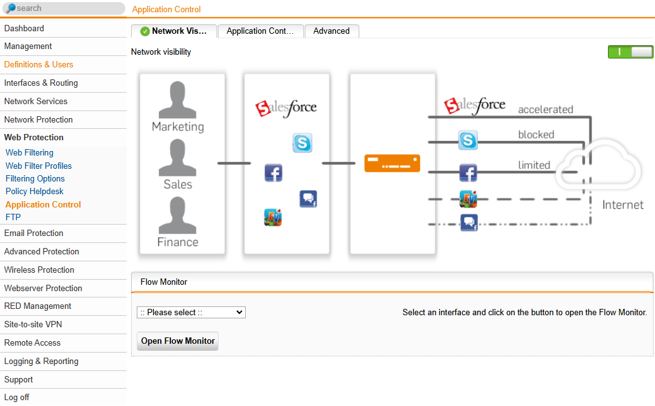 search
Application Control
Dashboard
Management
Definitions & Users
Interfaces & Routing
Network Services
Network Protection
Web Protection
Web Filtering
Web Filter Profiles
Filtering Options
Policy Helpdesk
Application Control
FTP
Email Protection
Advanced Protection
Wireless Protection
Webserver Protection
RED Management
Site-to-site VPN
Remote Access
Logging & Reporting
Support
Log off
Network Vis...
Application Cont...
Advanced
Network visibility
Marketing
Sales
Finance
Salesforce
Salesforce
accelerated
blocked
limited
Internet
Flow Monitor
:: Please select ::
Select an interface and click on the button to open the Flow Monitor.
Open Flow Monitor